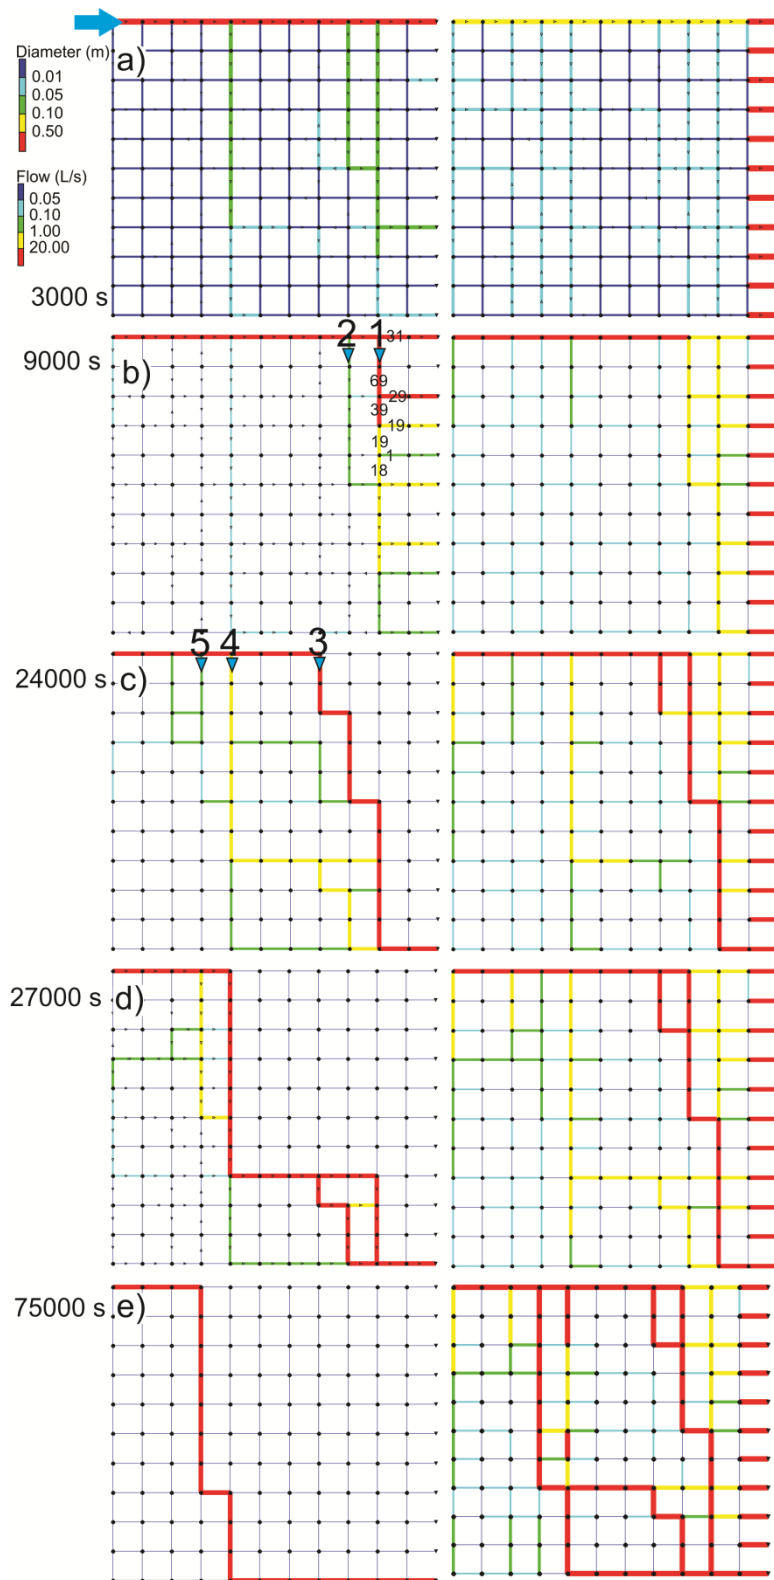 a)
Diameter (m)
0.01
0.05
0.10
0.50
Flow (L/s)
0.05
0.10
1.00
20.00
3000 s
2 1 31
9000 s
b)
69
29
39
19
19
1
18
5 4 3
24000 s
c)
27000 s
d)
75000 s
e)